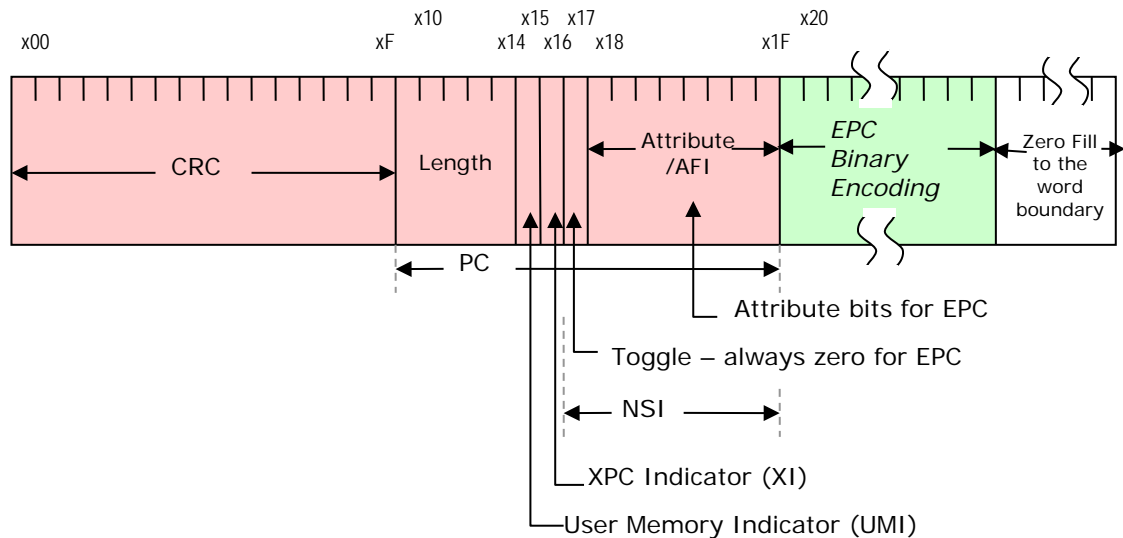 x10
x15
x17
x20
x00
xF
x14
x16
x18
x1F
CRC
Length
Attribute
/AFI
EPC
Binary
Encoding
Zero Fill
to the
word
boundary
PC
Attribute bits for EPC
Toggle – always zero for EPC
NSI
XPC Indicator (XI)
User Memory Indicator (UMI)